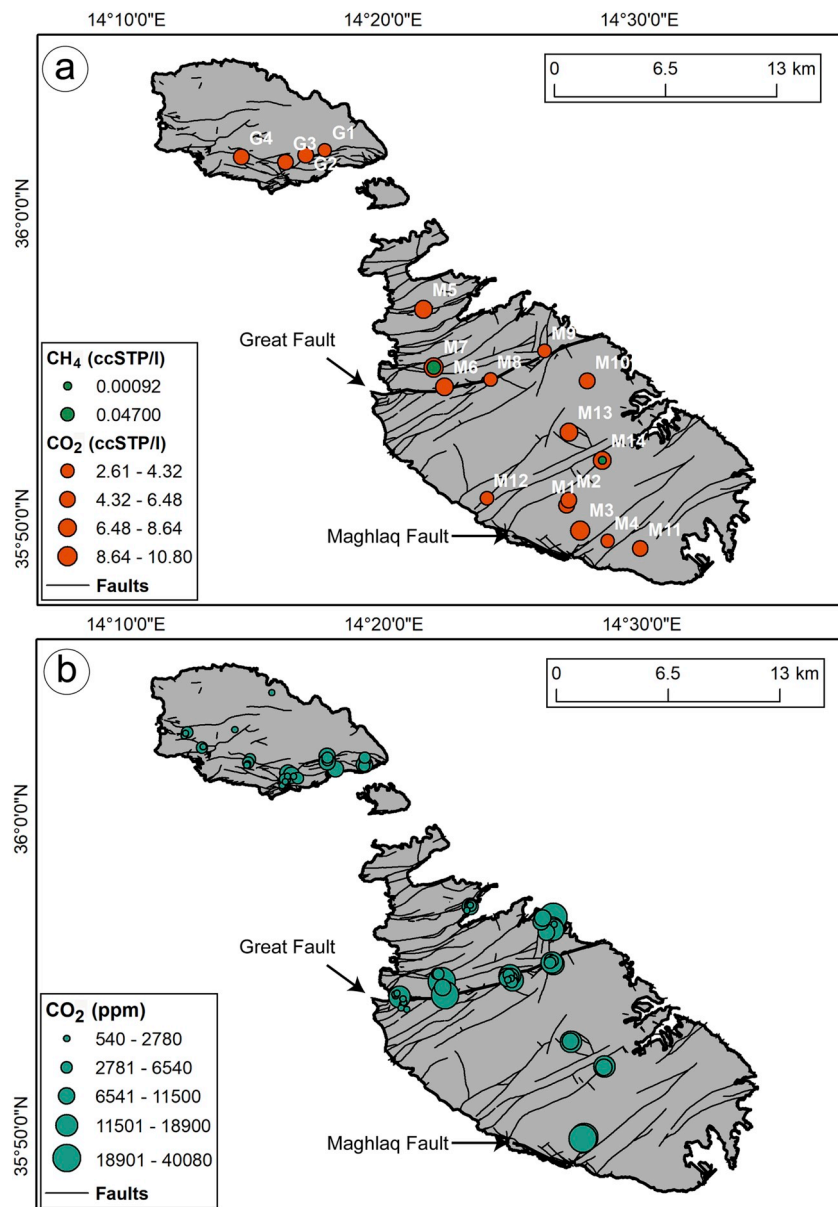 14°10'0"E 14°20'0"E 14°30'0"E
a
0 6.5 13 km
G4 G3 G1
G2
36°0'0"N
M5
Great Fault
M7 M9
M6 M8
M10
M13
M14
M12
M1 M2
M3
M4 M11
Maghlaq Fault
35°50'0"N
CH4 (ccSTP/l)
0.00092
0.04700
CO2 (ccSTP/l)
2.61 - 4.32
4.32 - 6.48
6.48 - 8.64
8.64 - 10.80
Faults
14°10'0"E 14°20'0"E 14°30'0"E
b
0 6.5 13 km
36°0'0"N
Great Fault
Maghlaq Fault
35°50'0"N
CO2 (ppm)
540 - 2780
2781 - 6540
6541 - 11500
11501 - 18900
18901 - 40080
Faults